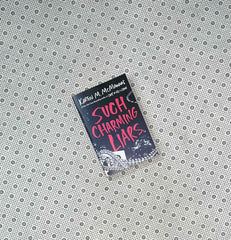 Karen M. McManus
SUCH
CHARMING
LIARS